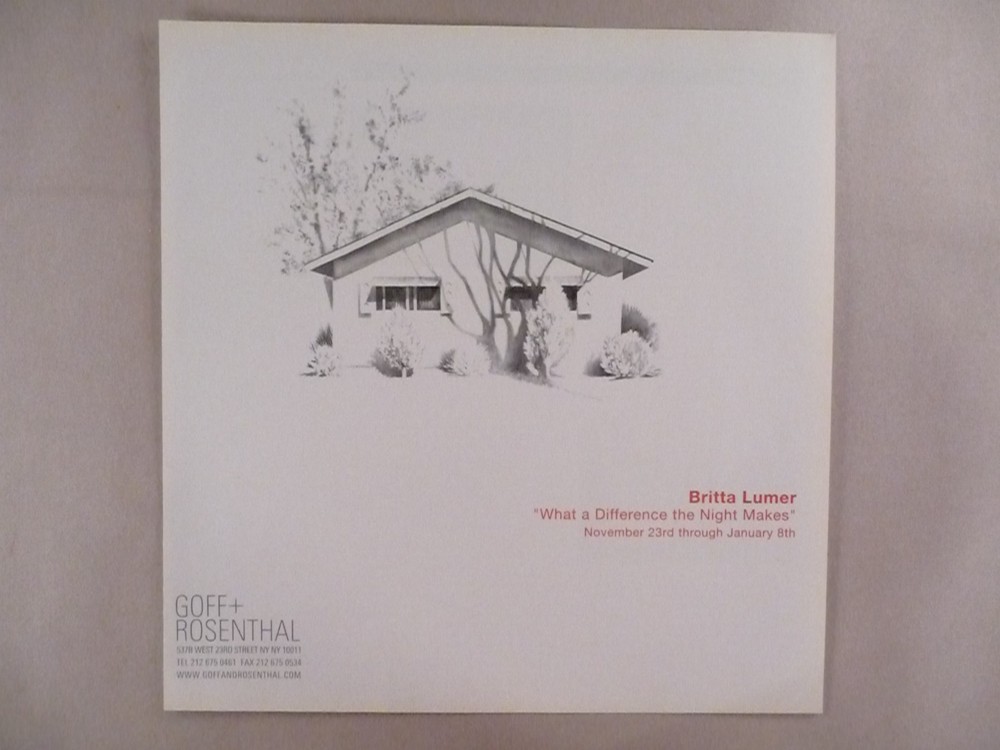 Britta Lumer
"What a Difference the Night Makes"
November 23rd through January 8th
GOFF+
ROSENTHAL
537B WEST 23RD STREET NY NY 10011
TEL 212 675 0461 FAX 212 675 0534
WWW.GOFFANDROSENTHAL.COM